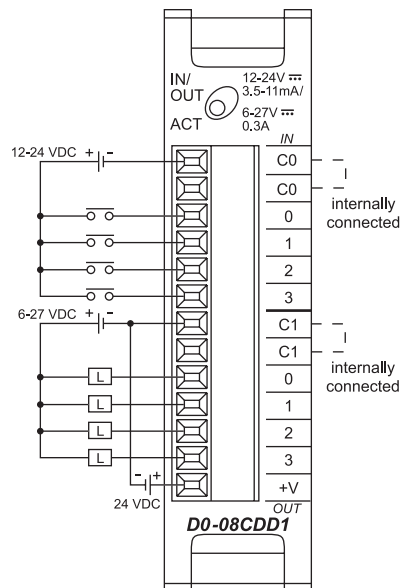 IN/
OUT
ACT
12-24V
3.5-11mA/
6-27V
0.3A
IN
12-24 VDC + -
C0
C0
internally
connected
0
1
2
3
6-27 VDC + -
C1
C1
internally
connected
L 0
L 1
L 2
L 3
- +
24 VDC
+V
OUT
D0-08CDD1